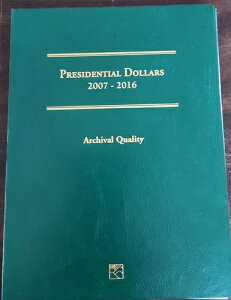 PRESIDENTIAL DOLLARS
2007 - 2016
Archival Quality